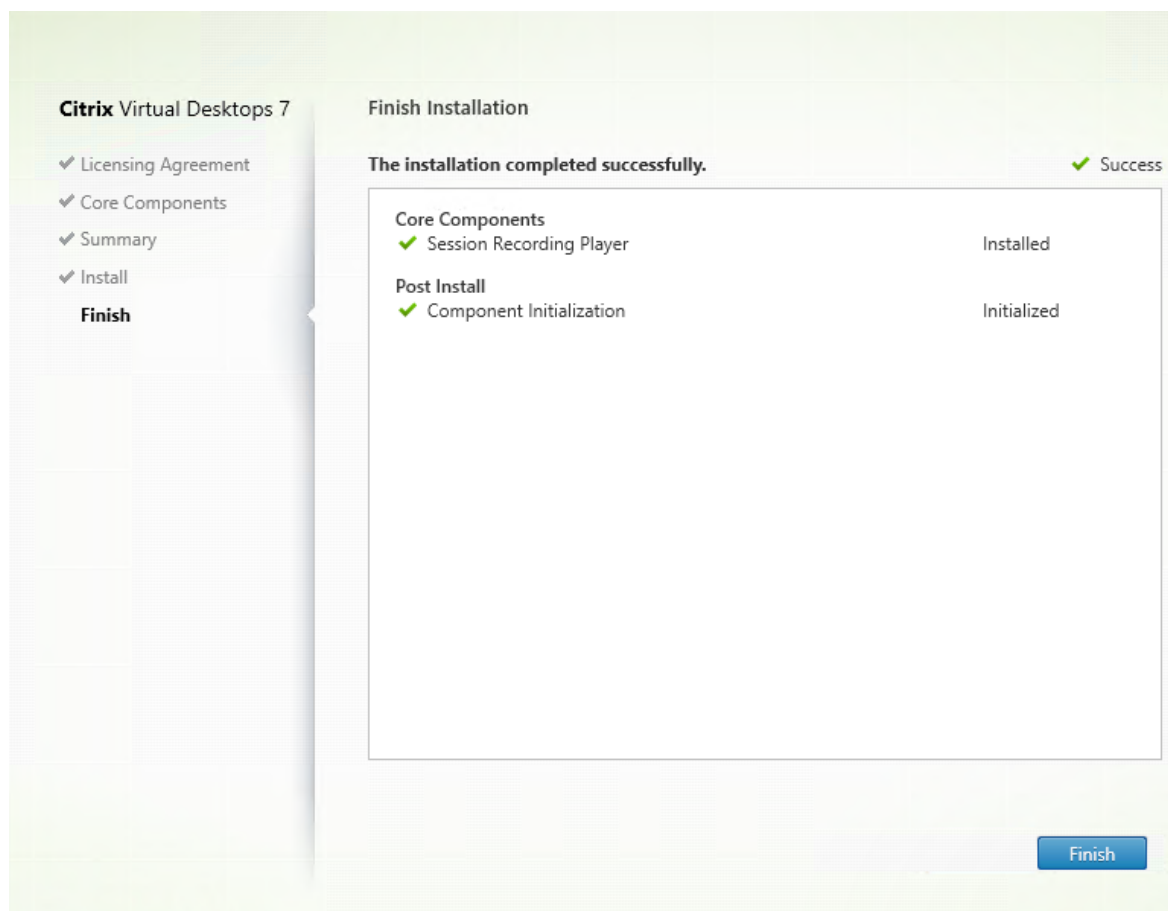 Citrix Virtual Desktops 7
Licensing Agreement
Core Components
Summary
Install
Finish
Finish Installation
The installation completed successfully.
Success
Core Components
Session Recording Player Installed
Post Install
Component Initialization Initialized
Finish